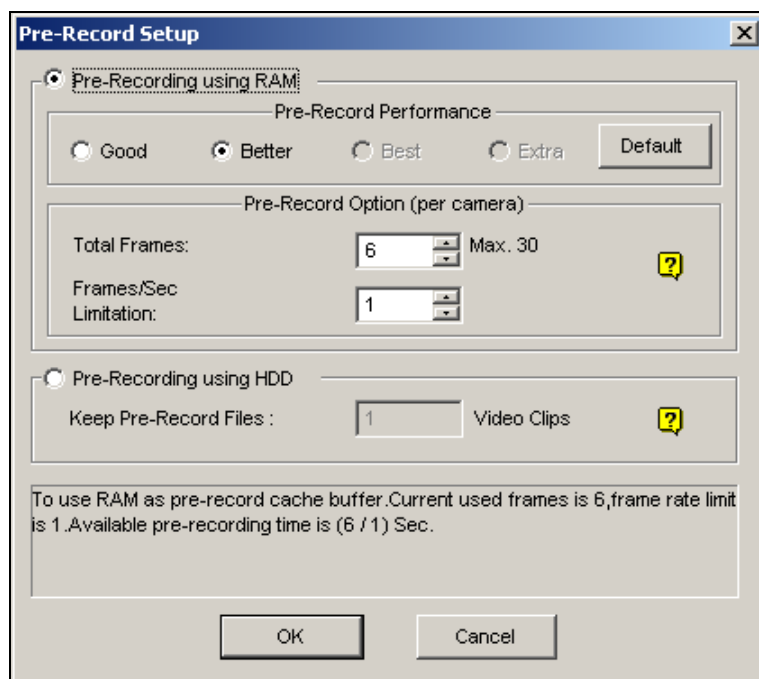 Pre-Record Setup
Pre-Recording using RAM
Pre-Record Performance
Good Better Best Extra Default
Pre-Record Option (per camera)
Total Frames: 6 Max. 30
?
Frames/Sec
Limitation: 1
Pre-Recording using HDD
Keep Pre-Record Files : 1 Video Clips ?
To use RAM as pre-record cache buffer.Current used frames is 6,frame rate limit
is 1.Available pre-recording time is (6 / 1) Sec.
OK Cancel